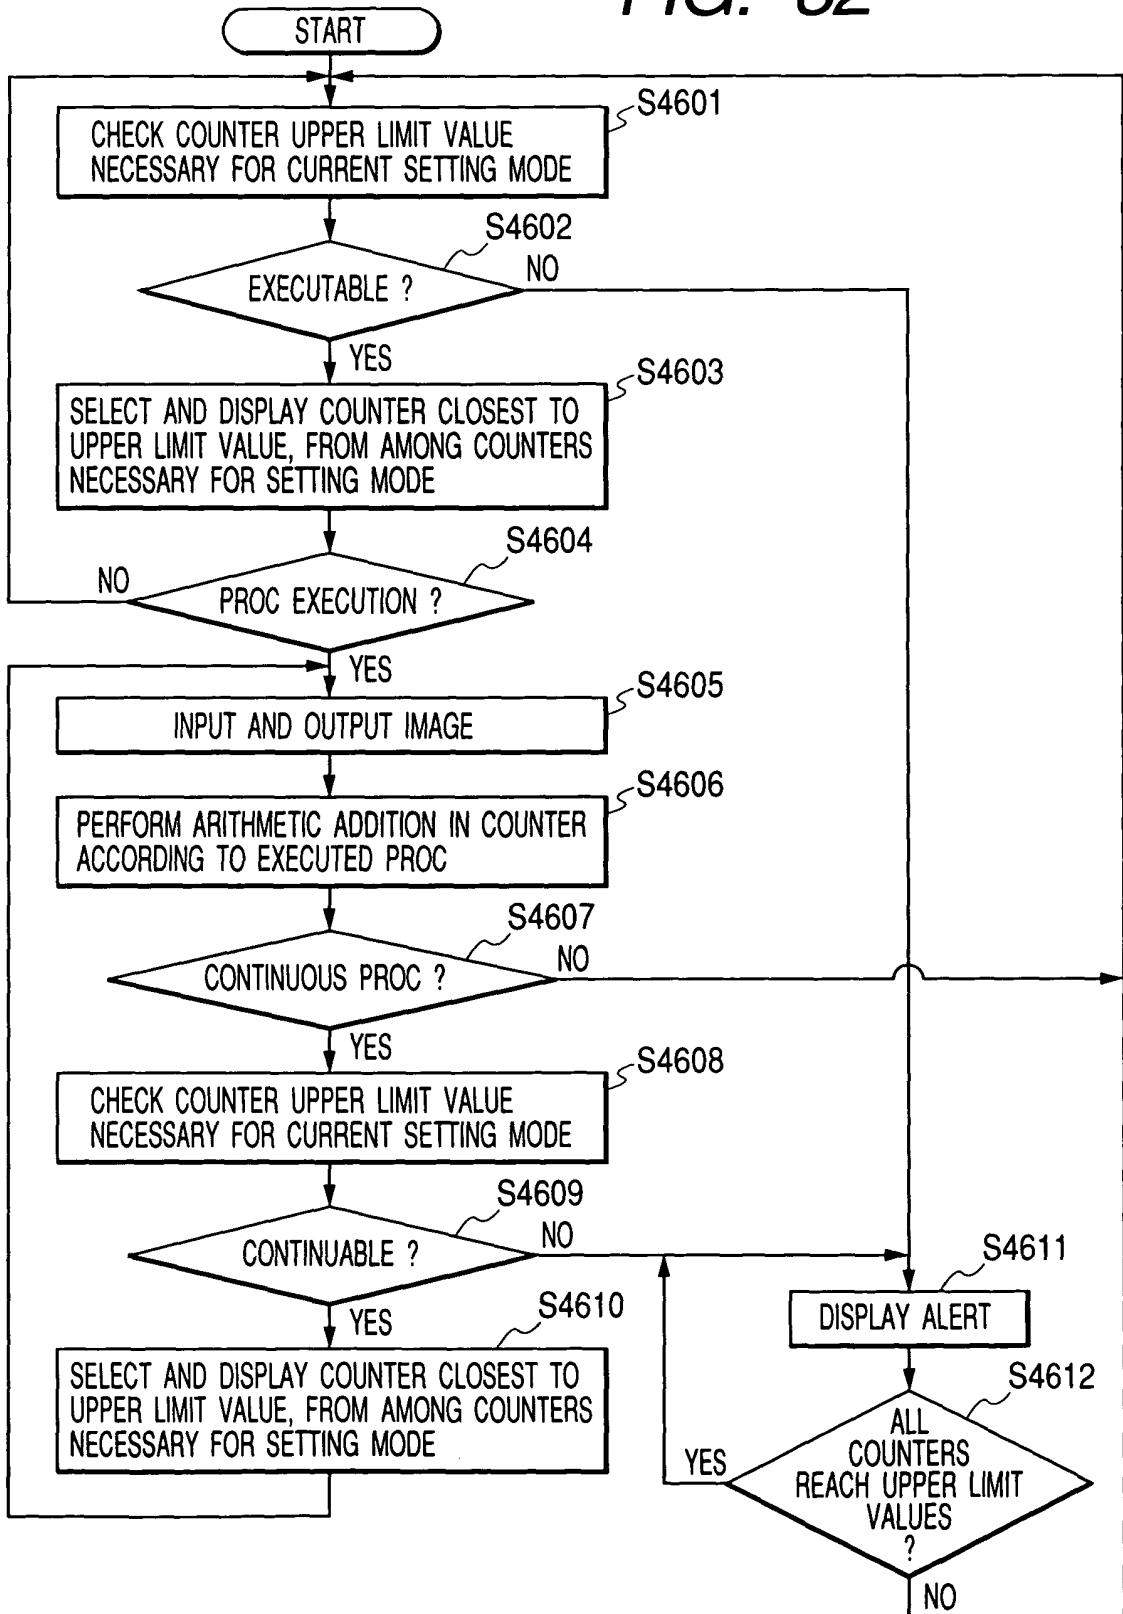 FIG. 62
START
S4601
CHECK COUNTER UPPER LIMIT VALUE
NECESSARY FOR CURRENT SETTING MODE
S4602
EXECUTABLE ?
NO
YES
S4603
SELECT AND DISPLAY COUNTER CLOSEST TO
UPPER LIMIT VALUE, FROM AMONG COUNTERS
NECESSARY FOR SETTING MODE
S4604
NO
PROC EXECUTION ?
YES
S4605
INPUT AND OUTPUT IMAGE
S4606
PERFORM ARITHMETIC ADDITION IN COUNTER
ACCORDING TO EXECUTED PROC
S4607
CONTINUOUS PROC ?
NO
YES
S4608
CHECK COUNTER UPPER LIMIT VALUE
NECESSARY FOR CURRENT SETTING MODE
S4609
CONTINUABLE ?
NO
YES
S4610
SELECT AND DISPLAY COUNTER CLOSEST TO
UPPER LIMIT VALUE, FROM AMONG COUNTERS
NECESSARY FOR SETTING MODE
S4611
DISPLAY ALERT
S4612
ALL
COUNTERS
REACH UPPER LIMIT
VALUES
?
YES
NO